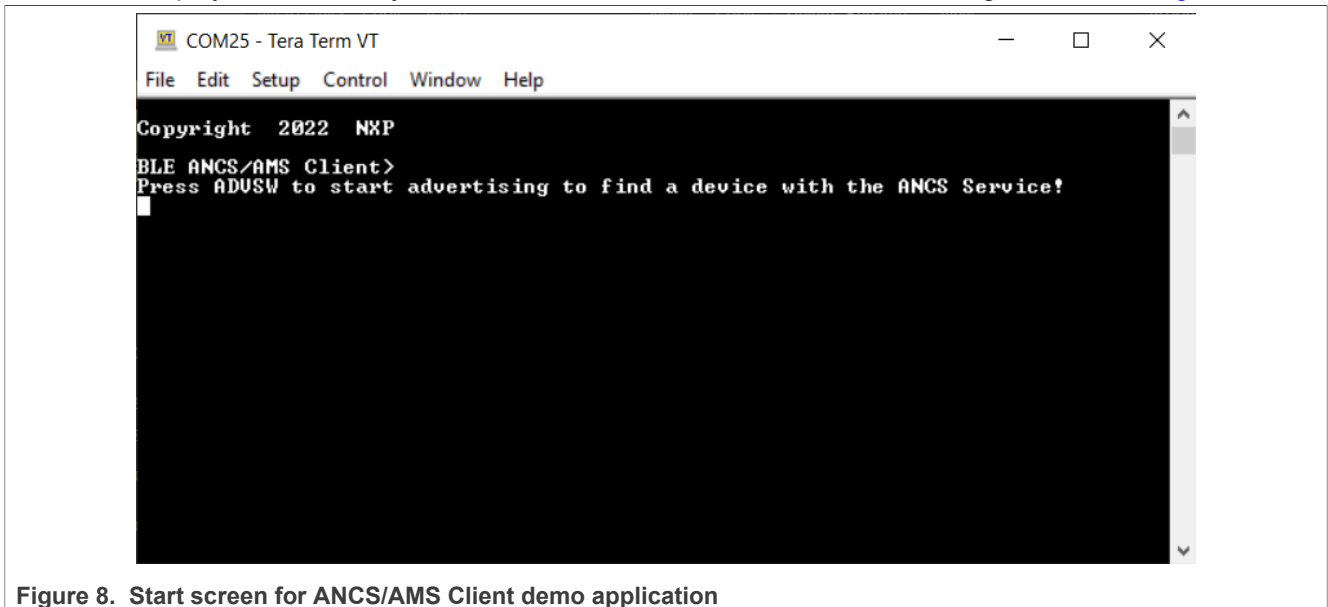 COM25 - Tera Term VT
File Edit Setup Control Window Help
Copyright 2022 NXP
BLE ANCS/AMS Client>
Press ADVSW to start advertising to find a device with the ANCS Service!
Figure 8. Start screen for ANCS/AMS Client demo application